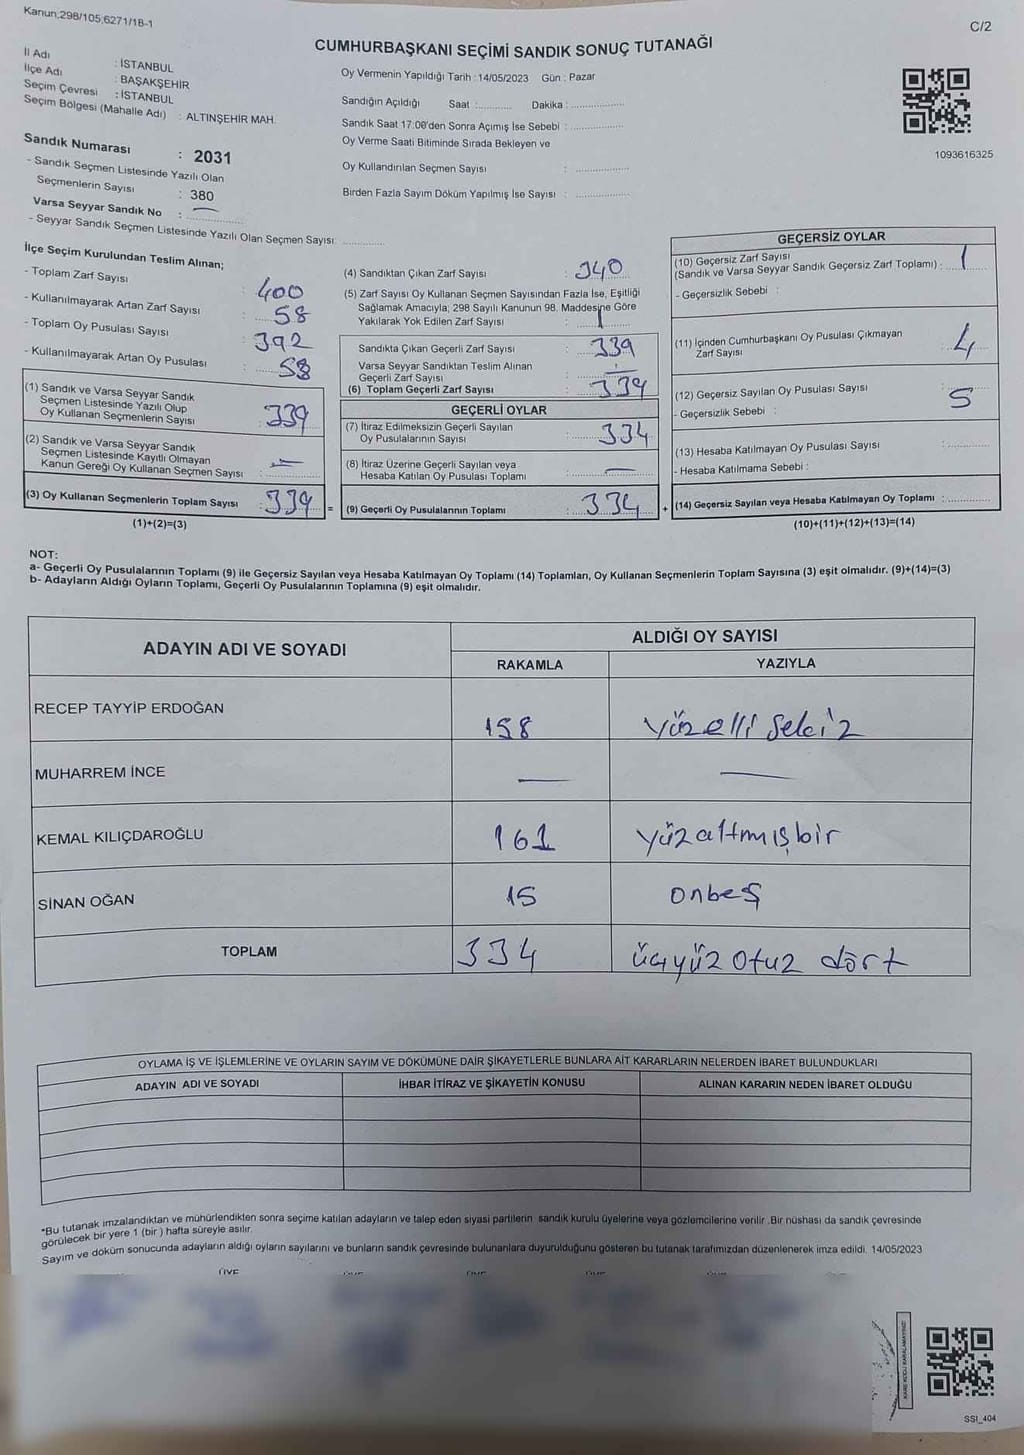 Kanun;298/105;6271/18-1
C/2
CUMHURBAŞKANI SEÇİMİ SANDIK SONUÇ TUTANAĞI
İl Adı : İSTANBUL
İlçe Adı : BAŞAKŞEHİR
Seçim Çevresi : İSTANBUL
Seçim Bölgesi (Mahalle Adı) : ALTINŞEHİR MAH.
Sandık Numarası : 2031
- Sandık Seçmen Listesinde Yazılı Olan
Seçmenlerin Sayısı : 380
Varsa Seyyar Sandık No : —
- Seyyar Sandık Seçmen Listesinde Yazılı Olan Seçmen Sayısı: ............
Oy Vermenin Yapıldığı Tarih : 14/05/2023 Gün : Pazar
Sandığın Açıldığı Saat :............ Dakika :..................
Sandık Saat 17:00'den Sonra Açımış İse Sebebi :..................
Oy Verme Saati Bitiminde Sırada Bekleyen ve
Oy Kullandırılan Seçmen Sayısı : ..................
Birden Fazla Sayım Döküm Yapılmış İse Sayısı : ..................
1093616325
İlçe Seçim Kurulundan Teslim Alınan;
- Toplam Zarf Sayısı : 400
- Kullanılmayarak Artan Zarf Sayısı : 58
- Toplam Oy Pusulası Sayısı : 392
- Kullanılmayarak Artan Oy Pusulası : 53
(1) Sandık ve Varsa Seyyar Sandık
Seçmen Listesinde Yazılı Olup
Oy Kullanan Seçmenlerin Sayısı : 339
(2) Sandık ve Varsa Seyyar Sandık
Seçmen Listesinde Kayıtlı Olmayan
Kanun Gereği Oy Kullanan Seçmen Sayısı : —
(3) Oy Kullanan Seçmenlerin Toplam Sayısı : 339 =
(1)+(2)=(3)
(4) Sandıktan Çıkan Zarf Sayısı : 340
(5) Zarf Sayısı Oy Kullanan Seçmen Sayısından Fazla İse, Eşitliği
Sağlamak Amacıyla; 298 Sayılı Kanunun 98. Maddesine Göre
Yakılarak Yok Edilen Zarf Sayısı : 1
Sandıkta Çıkan Geçerli Zarf Sayısı : 339
Varsa Seyyar Sandıktan Teslim Alınan
Geçerli Zarf Sayısı : —
(6) Toplam Geçerli Zarf Sayısı : 339
GEÇERLİ OYLAR
(7) İtiraz Edilmeksizin Geçerli Sayılan
Oy Pusulalarının Sayısı : 334
(8) İtiraz Üzerine Geçerli Sayılan veya
Hesaba Katılan Oy Pusulası Toplamı : —
(9) Geçerli Oy Pusulalarının Toplamı : 334 +
GEÇERSİZ OYLAR
(10) Geçersiz Zarf Sayısı
(Sandık ve Varsa Seyyar Sandık Geçersiz Zarf Toplamı) : 1
- Geçersizlik Sebebi :
(11) İçinden Cumhurbaşkanı Oy Pusulası Çıkmayan
Zarf Sayısı : 4
(12) Geçersiz Sayılan Oy Pusulası Sayısı : 5
- Geçersizlik Sebebi :
(13) Hesaba Katılmayan Oy Pusulası Sayısı :............
- Hesaba Katılmama Sebebi :
(14) Geçersiz Sayılan veya Hesaba Katılmayan Oy Toplamı :............
(10)+(11)+(12)+(13)=(14)
NOT:
a- Geçerli Oy Pusulalarının Toplamı (9) ile Geçersiz Sayılan veya Hesaba Katılmayan Oy Toplamı (14) Toplamları, Oy Kullanan Seçmenlerin Toplam Sayısına (3) eşit olmalıdır. (9)+(14)=(3)
b- Adayların Aldığı Oyların Toplamı, Geçerli Oy Pusulalarının Toplamına (9) eşit olmalıdır.
ADAYIN ADI VE SOYADI
ALDIĞI OY SAYISI
RAKAMLA YAZIYLA
RECEP TAYYİP ERDOĞAN 158 Yüzelli Sekiz
MUHARREM İNCE — —
KEMAL KILIÇDAROĞLU 161 Yüzaltmışbir
SİNAN OĞAN 15 onbeş
TOPLAM 334 üçyüz otuz dört
OYLAMA İŞ VE İŞLEMLERİNE VE OYLARIN SAYIM VE DÖKÜMÜNE DAİR ŞİKAYETLERLE BUNLARA AİT KARARLARIN NELERDEN İBARET BULUNDUKLARI
ADAYIN ADI VE SOYADI İHBAR İTİRAZ VE ŞİKAYETİN KONUSU ALINAN KARARIN NEDEN İBARET OLDUĞU
*Bu tutanak imzalandıktan ve mühürlendikten sonra seçime katılan adayların ve talep eden siyasi partilerin sandık kurulu üyelerine veya gözlemcilerine verilir .Bir nüshası da sandık çevresinde
görülecek bir yere 1 (bir ) hafta süreyle asılır.
Sayım ve döküm sonucunda adayların aldığı oyların sayılarını ve bunların sandık çevresinde bulunanlara duyurulduğunu gösteren bu tutanak tarafımızdan düzenlenerek imza edildi. 14/05/2023
KARE KODU KARALAMAYINIZ!
SSI_404